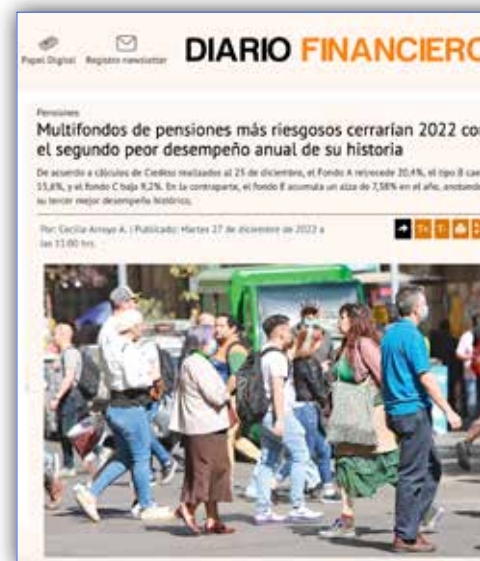 Papel Digital Registro newsletter DIARIO FINANCIERO
Pensiones
Multifondos de pensiones más riesgosos cerrarían 2022 con
el segundo peor desempeño anual de su historia
De acuerdo a cálculos de Ciedess realizados al 25 de diciembre, el Fondo A retrocede 20,4%, el tipo B cae
15,6%, y el fondo C baja 9,2%. En la contraparte, el fondo E acumula un alza de 7,58% en el año, anotando
su tercer mejor desempeño histórico.
Por: Cecilia Arroyo A. | Publicado: Martes 27 de diciembre de 2022 a
las 11:00 hrs.
T+ T-